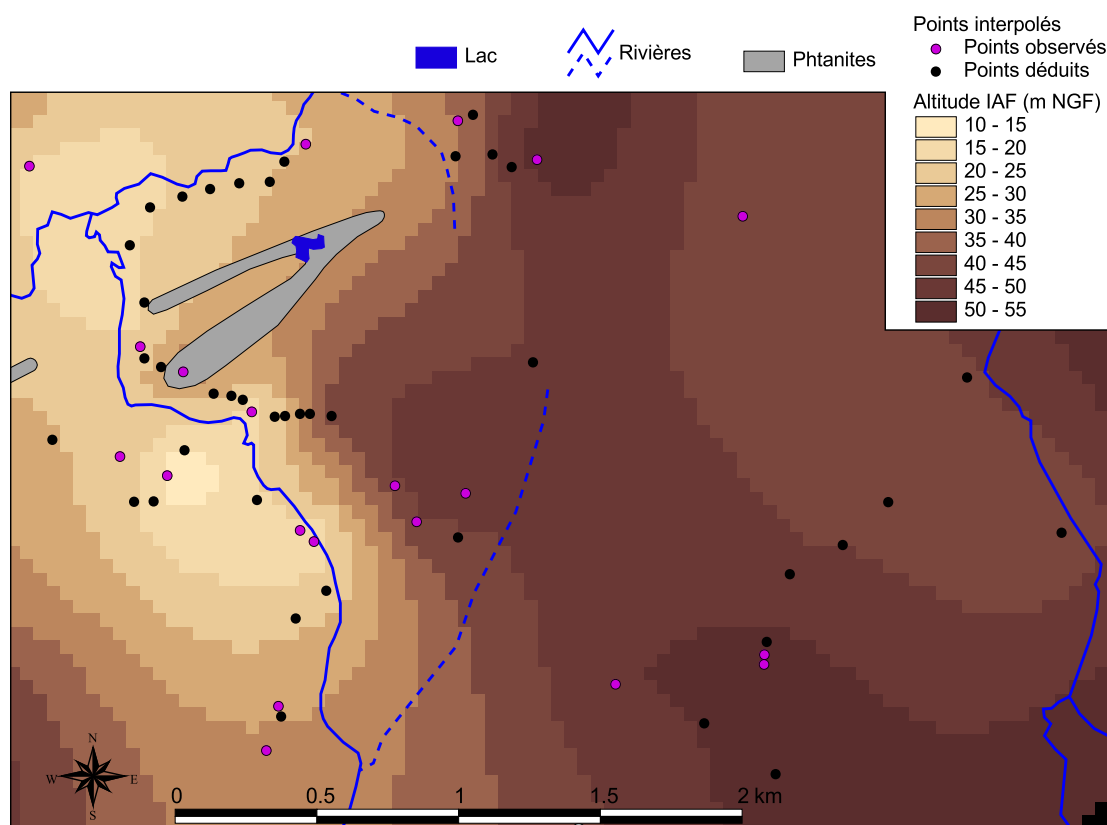 Lac
Rivières
Phtanites
Points interpolés
Points observés
Points déduits
Altitude IAF (m NGF)
10 - 15
15 - 20
20 - 25
25 - 30
30 - 35
35 - 40
40 - 45
45 - 50
50 - 55
N
W
E
S
0
0.5
1
1.5
2 km